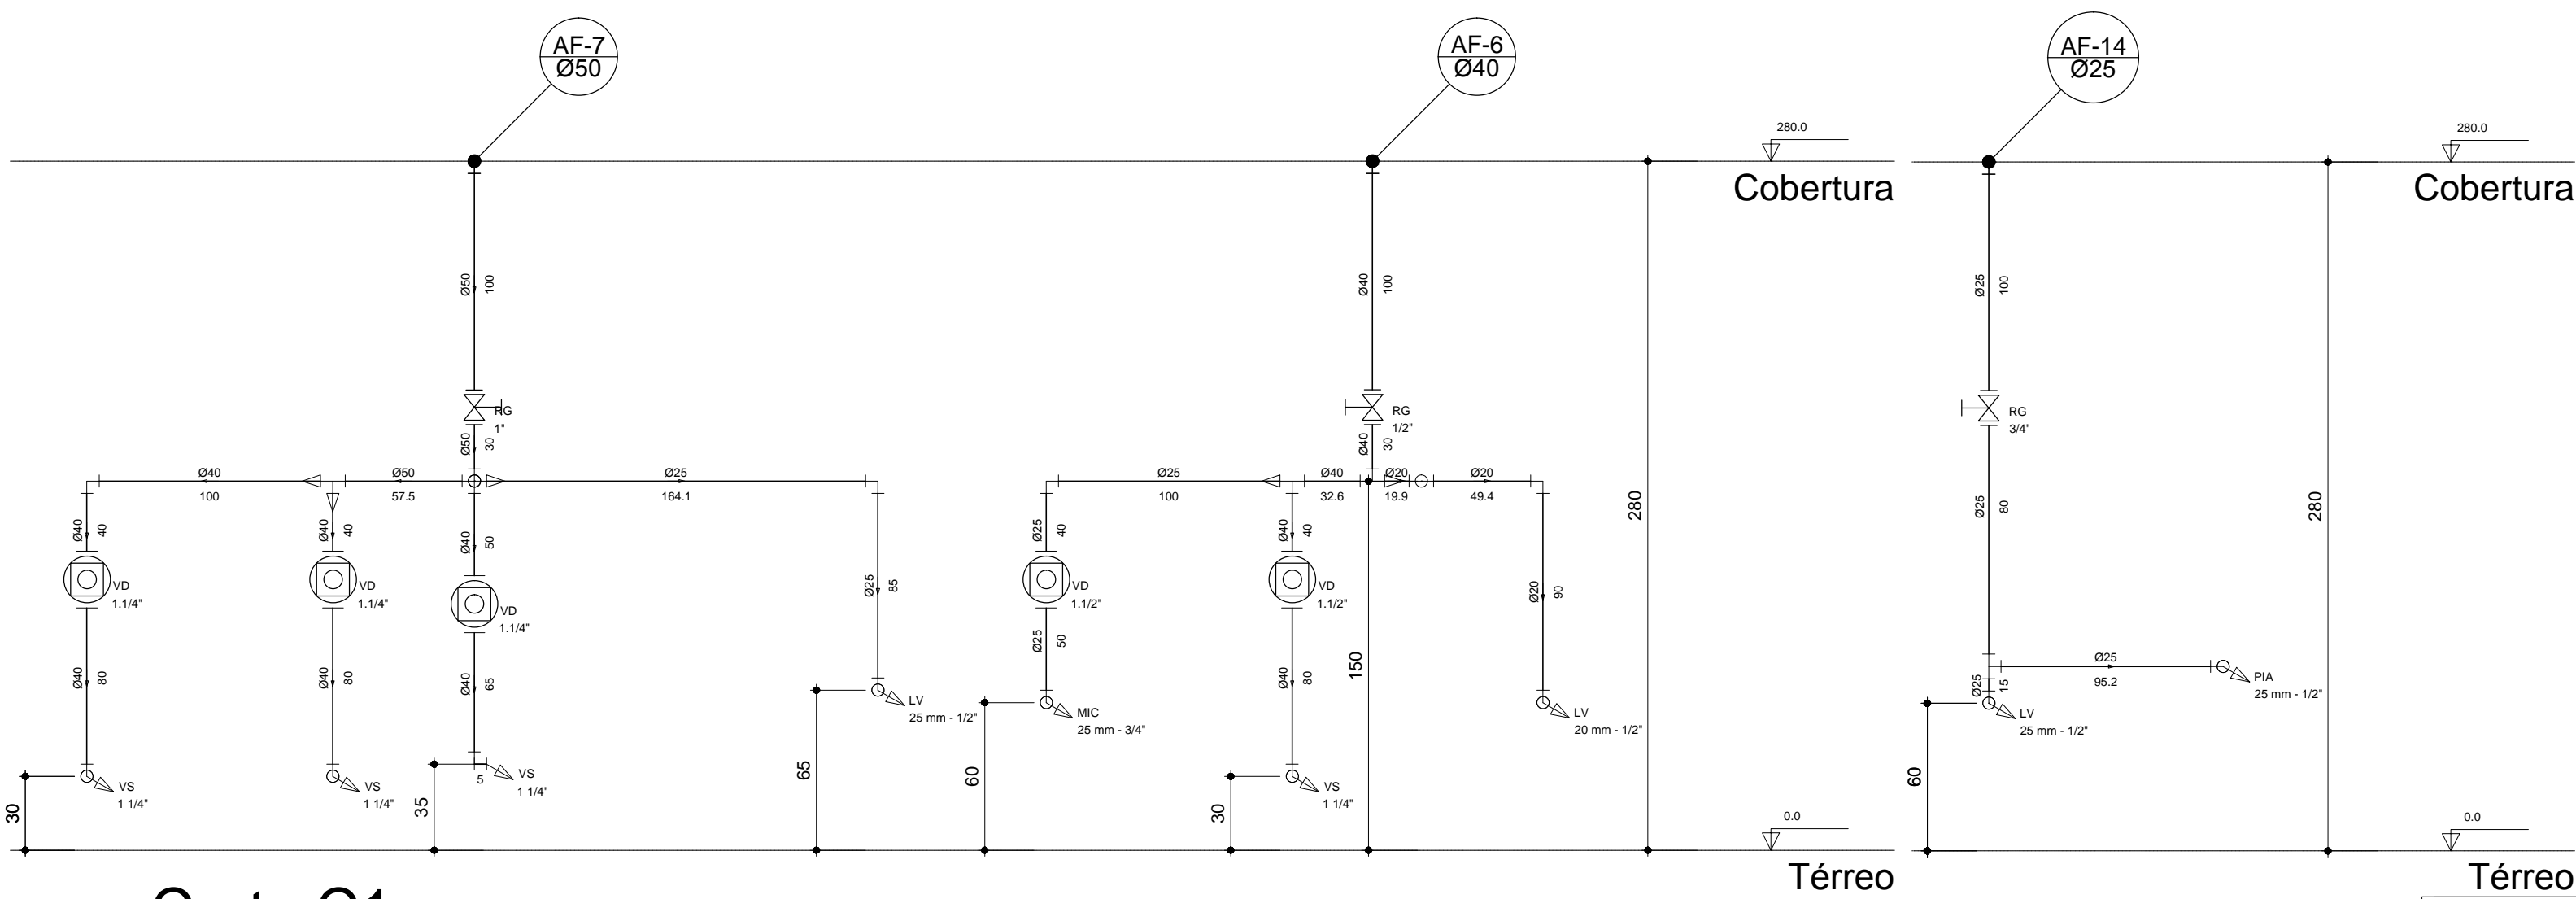 AF-7
Ø50
AF-6
Ø40
AF-14
Ø25
280.0
Cobertura
280.0
Cobertura
Ø50
100
Ø40
100
Ø25
100
RG
1"
RG
1/2"
RG
3/4"
Ø50
30
Ø40
30
Ø40
100
Ø50
57.5
Ø25
164.1
Ø25
100
Ø40
32.6
Ø20
19.9
Ø20
49.4
Ø40
40
Ø40
40
Ø40
50
Ø25
85
Ø25
40
Ø40
40
Ø20
90
280
Ø25
80
280
VD
1.1/4"
VD
1.1/4"
VD
1.1/4"
VD
1.1/2"
VD
1.1/2"
Ø40
80
Ø40
80
Ø40
65
Ø25
50
Ø40
80
150
Ø25
95.2
PIA
25 mm - 1/2"
Ø25
15
LV
25 mm - 1/2"
LV
25 mm - 1/2"
MIC
25 mm - 3/4"
LV
20 mm - 1/2"
VS
1 1/4"
VS
1 1/4"
5
VS
1 1/4"
VS
1 1/4"
30
35
65
60
30
60
0.0
Térreo
0.0
Térreo